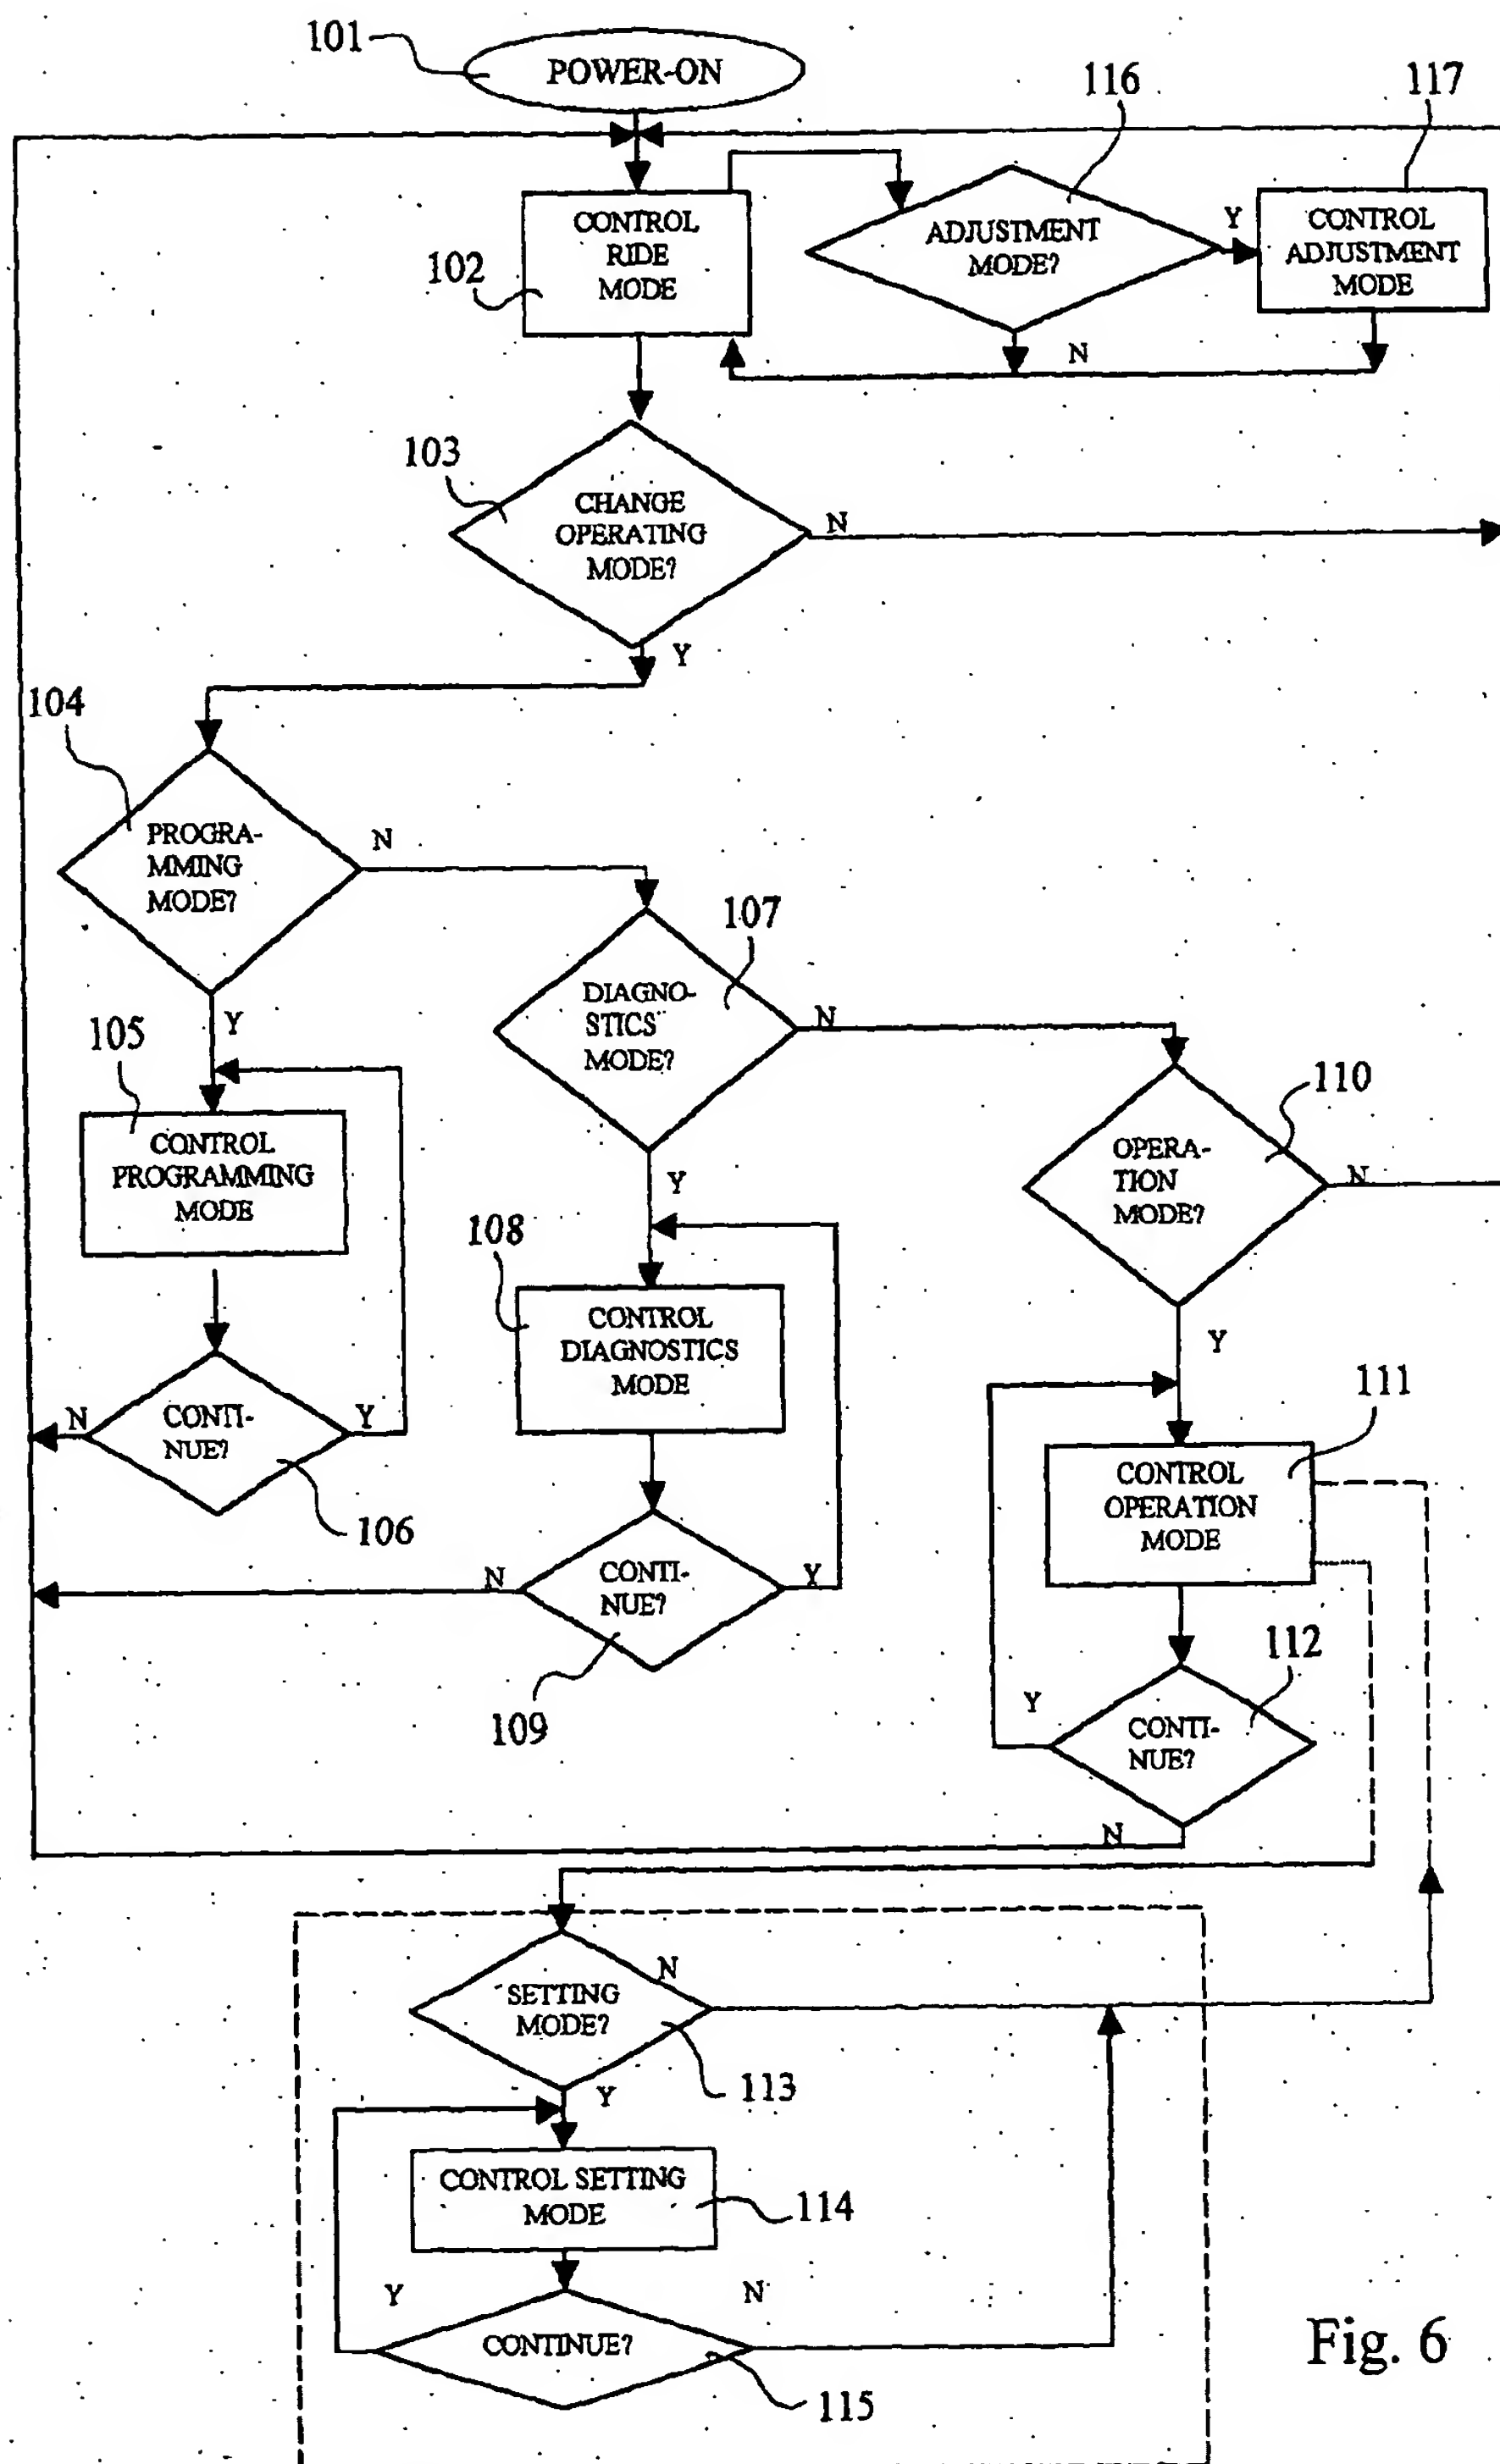 101
POWER-ON
116
117
CONTROL
RIDE
MODE
102
ADJUSTMENT
MODE?
Y
CONTROL
ADJUSTMENT
MODE
N
103
CHANGE
OPERATING
MODE?
N
Y
104
PROGRA-
MMING
MODE?
N
107
DIAGNO-
STICS
MODE?
N
Y
105
CONTROL
PROGRAMMING
MODE
110
OPERA-
TION
MODE?
N
Y
108
CONTROL
DIAGNOSTICS
MODE
Y
111
N
CONTI-
NUE?
Y
106
CONTROL
OPERATION
MODE
N
CONTI-
NUE?
Y
109
112
Y
CONTI-
NUE?
N
N
SETTING
MODE?
113
Y
CONTROL SETTING
MODE
114
Y
N
CONTINUE?
115
Fig. 6